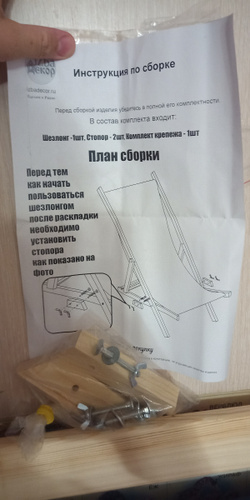 Декор
Инструкция по сборке
Перед сборкой изделия убедитесь в полной его комплектности.
В состав комплекта входит:
Шезлонг -1шт, Стопор - 2шт, Комплект крепежа - 1шт
План сборки
Перед тем
как начать
пользоваться
шезлонгом
после раскладки
необходимо
установить
стопора
как показано на
фото